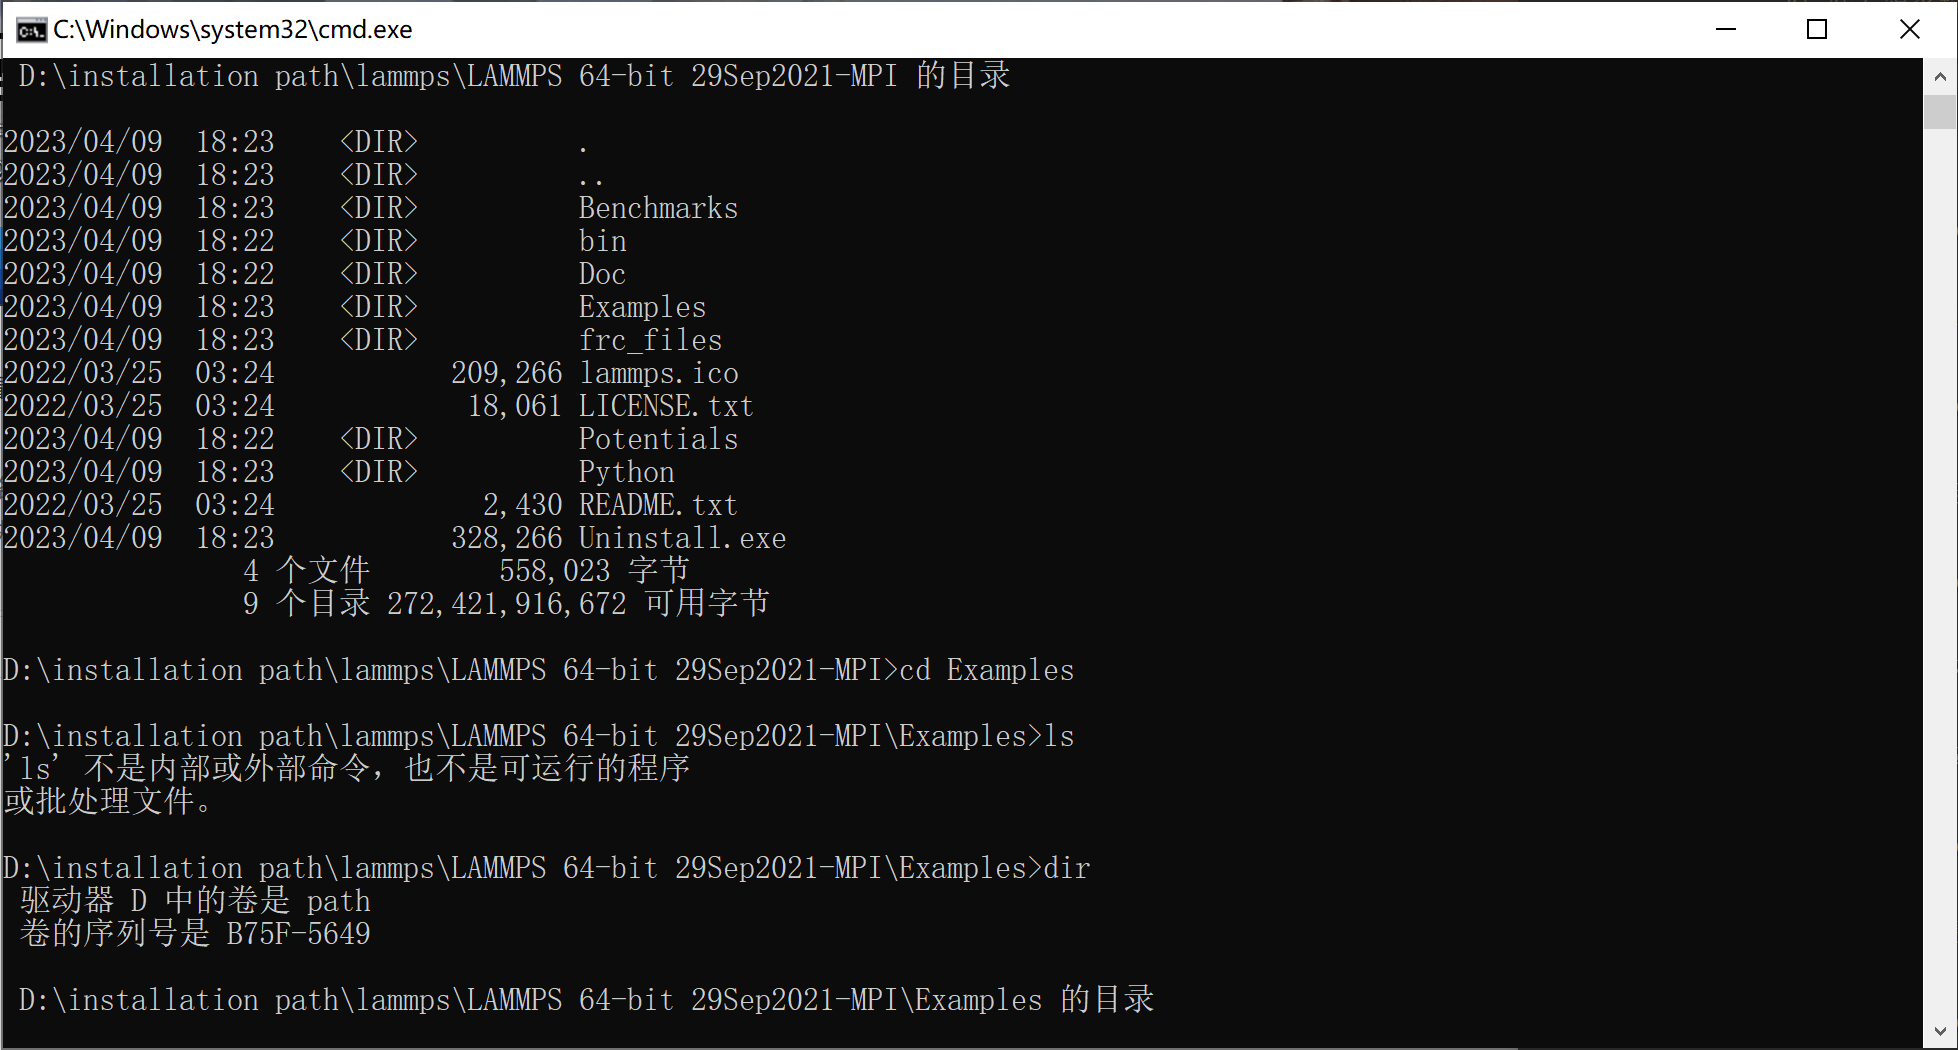 C:\Windows\system32\cmd.exe
 D:\installation path\lammps\LAMMPS 64-bit 29Sep2021-MPI 的目录
2023/04/09  18:23    <DIR>          .
2023/04/09  18:23    <DIR>          ..
2023/04/09  18:23    <DIR>          Benchmarks
2023/04/09  18:22    <DIR>          bin
2023/04/09  18:22    <DIR>          Doc
2023/04/09  18:23    <DIR>          Examples
2023/04/09  18:23    <DIR>          frc_files
2022/03/25  03:24           209,266 lammps.ico
2022/03/25  03:24            18,061 LICENSE.txt
2023/04/09  18:22    <DIR>          Potentials
2023/04/09  18:23    <DIR>          Python
2022/03/25  03:24             2,430 README.txt
2023/04/09  18:23           328,266 Uninstall.exe
               4 个文件        558,023 字节
               9 个目录 272,421,916,672 可用字节
D:\installation path\lammps\LAMMPS 64-bit 29Sep2021-MPI>cd Examples
D:\installation path\lammps\LAMMPS 64-bit 29Sep2021-MPI\Examples>ls
'ls' 不是内部或外部命令，也不是可运行的程序
或批处理文件。
D:\installation path\lammps\LAMMPS 64-bit 29Sep2021-MPI\Examples>dir
 驱动器 D 中的卷是 path
 卷的序列号是 B75F-5649
 D:\installation path\lammps\LAMMPS 64-bit 29Sep2021-MPI\Examples 的目录